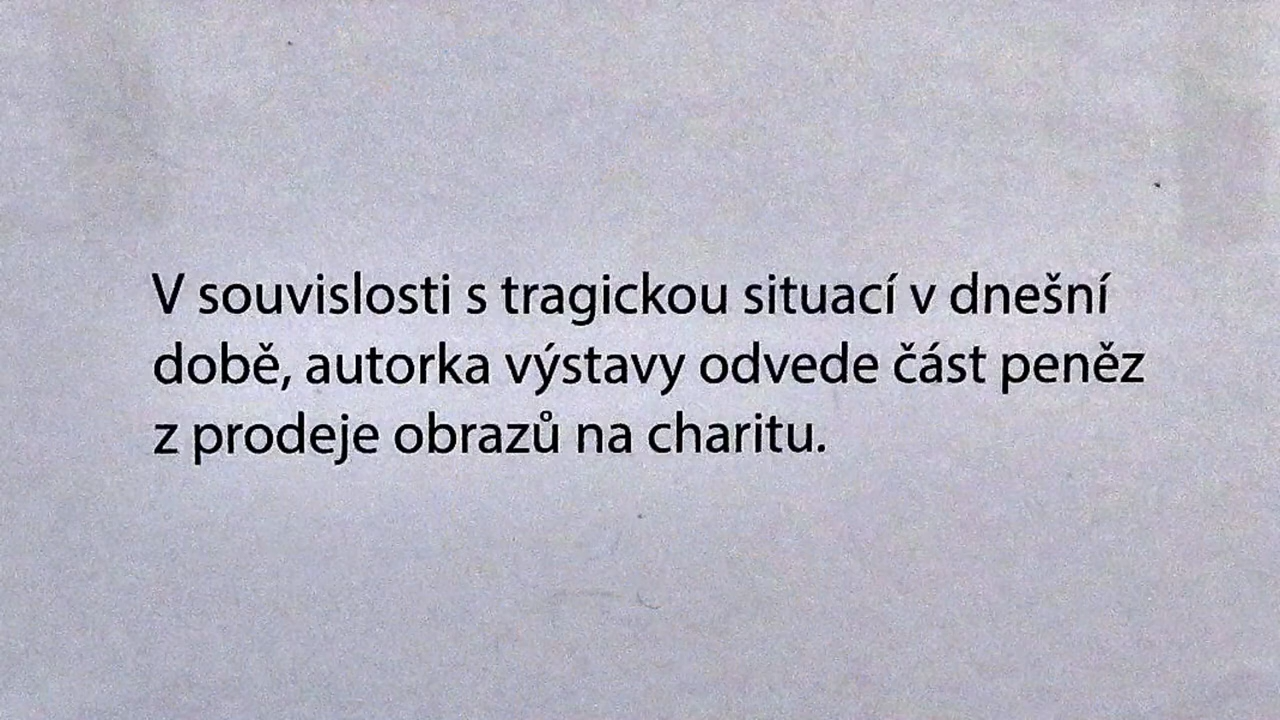 V souvislosti s tragickou situací v dnešní
době, autorka výstavy odvede část peněz
z prodeje obrazů na charitu.